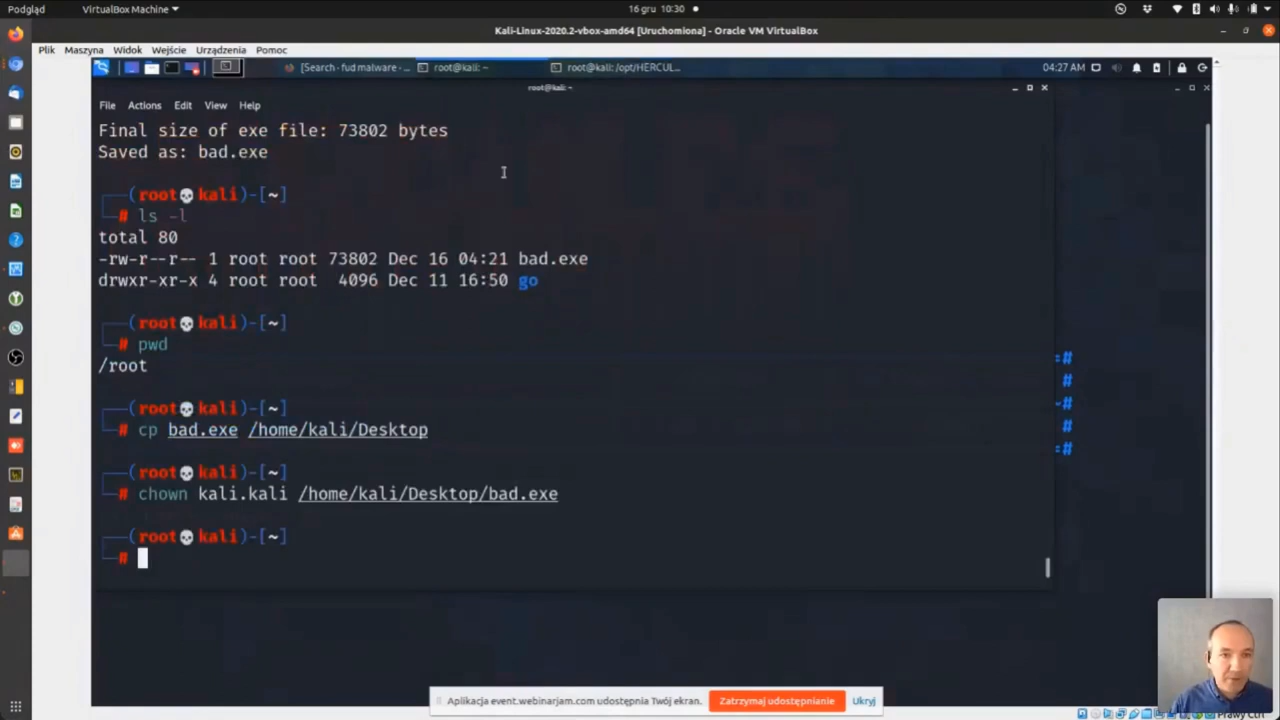 Podgląd VirtualBox Machine 16 gru 10:30
Kali-Linux-2020.2-vbox-amd64 [Uruchomiona] - Oracle VM VirtualBox
Plik Maszyna Widok Wejście Urządzenia Pomoc
[Search - fud malware - ... root@kali: ~ root@kali: /opt/HERCUL... 04:27 AM
root@kali: ~
File Actions Edit View Help
Final size of exe file: 73802 bytes
Saved as: bad.exe
(root💀kali)-[~]
# ls -l
total 80
-rw-r--r-- 1 root root 73802 Dec 16 04:21 bad.exe
drwxr-xr-x 4 root root 4096 Dec 11 16:50 go
(root💀kali)-[~]
# pwd
/root
(root💀kali)-[~]
# cp bad.exe /home/kali/Desktop
(root💀kali)-[~]
# chown kali.kali /home/kali/Desktop/bad.exe
(root💀kali)-[~]
#
=#
#
~#
#
=#
Aplikacja event.webinarjam.com udostępnia Twój ekran. Zatrzymaj udostępnianie Ukryj
Prawy Ctrl